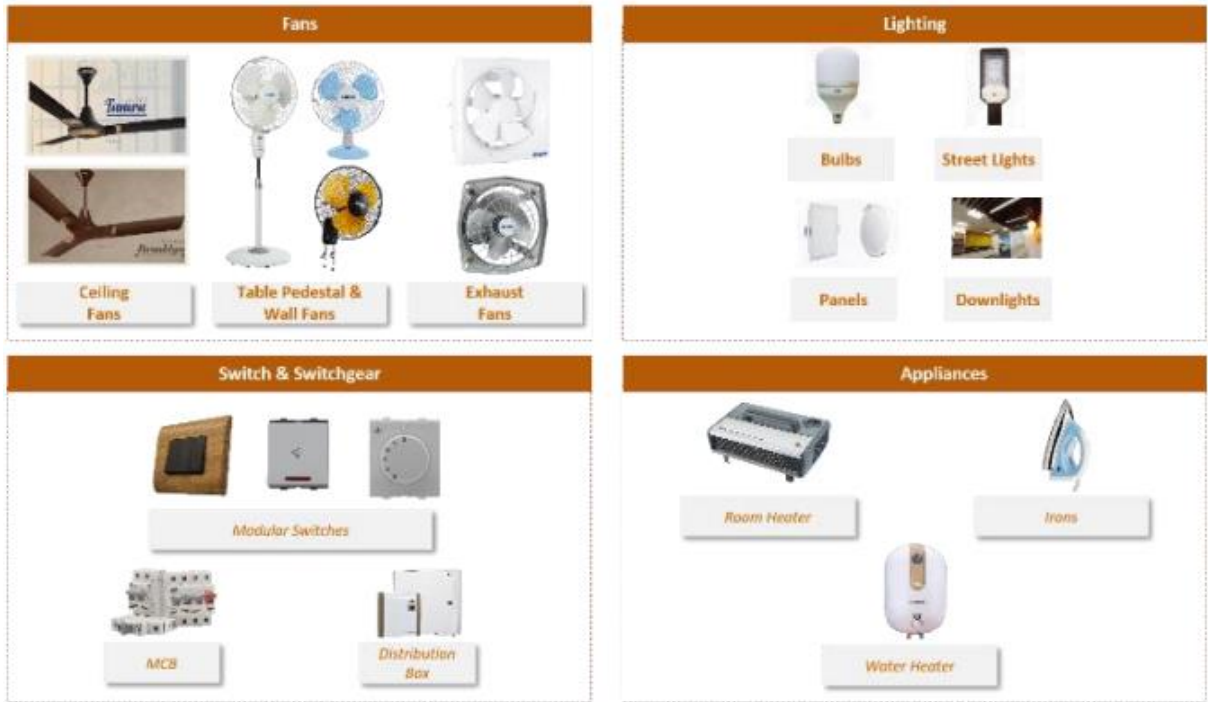 Fans
Ceiling
Fans
Table Pedestal &
Wall Fans
Exhaust
Fans
Lighting
Bulbs
Street Lights
Panels
Downlights
Switch & Switchgear
Modular Switches
MCB
Distribution
Box
Appliances
Room Heater
Irons
Water Heater